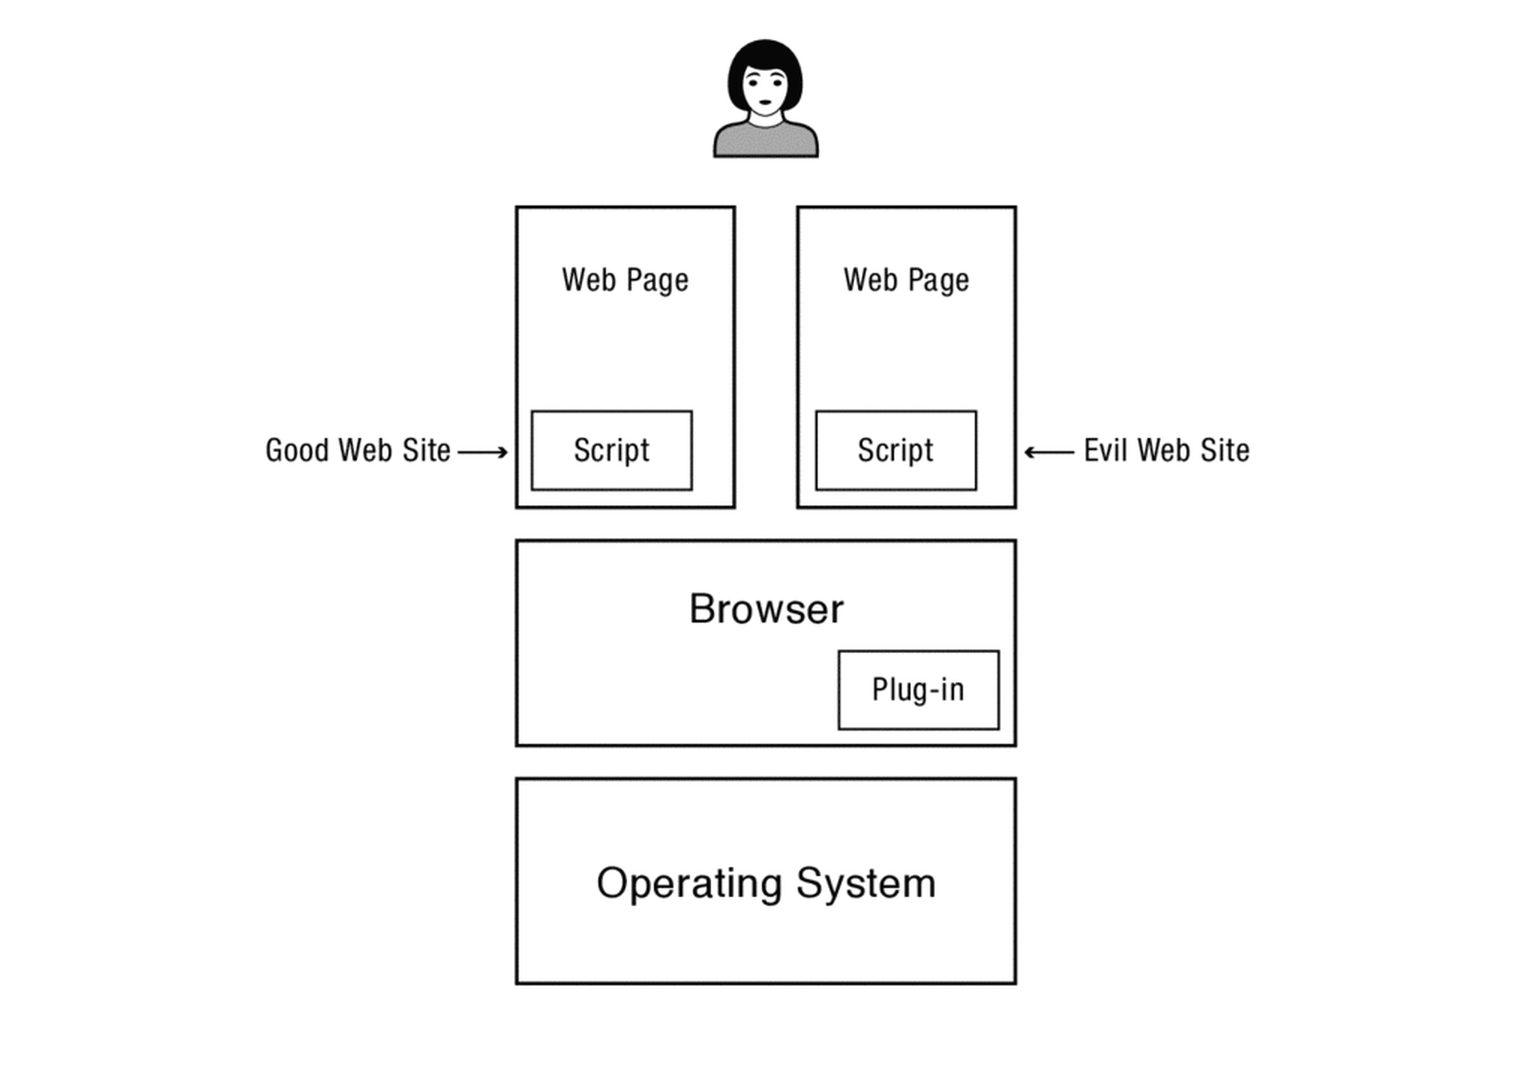 Web Page
Web Page
Good Web Site
Script
Script
Evil Web Site
Browser
Plug-in
Operating System